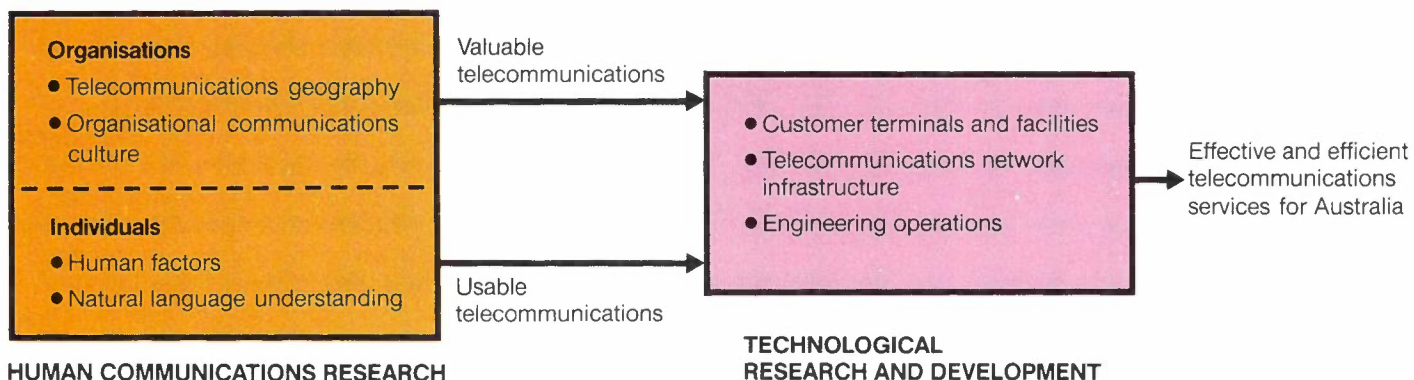 Organisations
● Telecommunications geography
● Organisational communications
culture
Individuals
● Human factors
● Natural language understanding
HUMAN COMMUNICATIONS RESEARCH
Valuable
telecommunications
Usable
telecommunications
● Customer terminals and facilities
● Telecommunications network
infrastructure
● Engineering operations
TECHNOLOGICAL
RESEARCH AND DEVELOPMENT
Effective and efficient
telecommunications
services for Australia